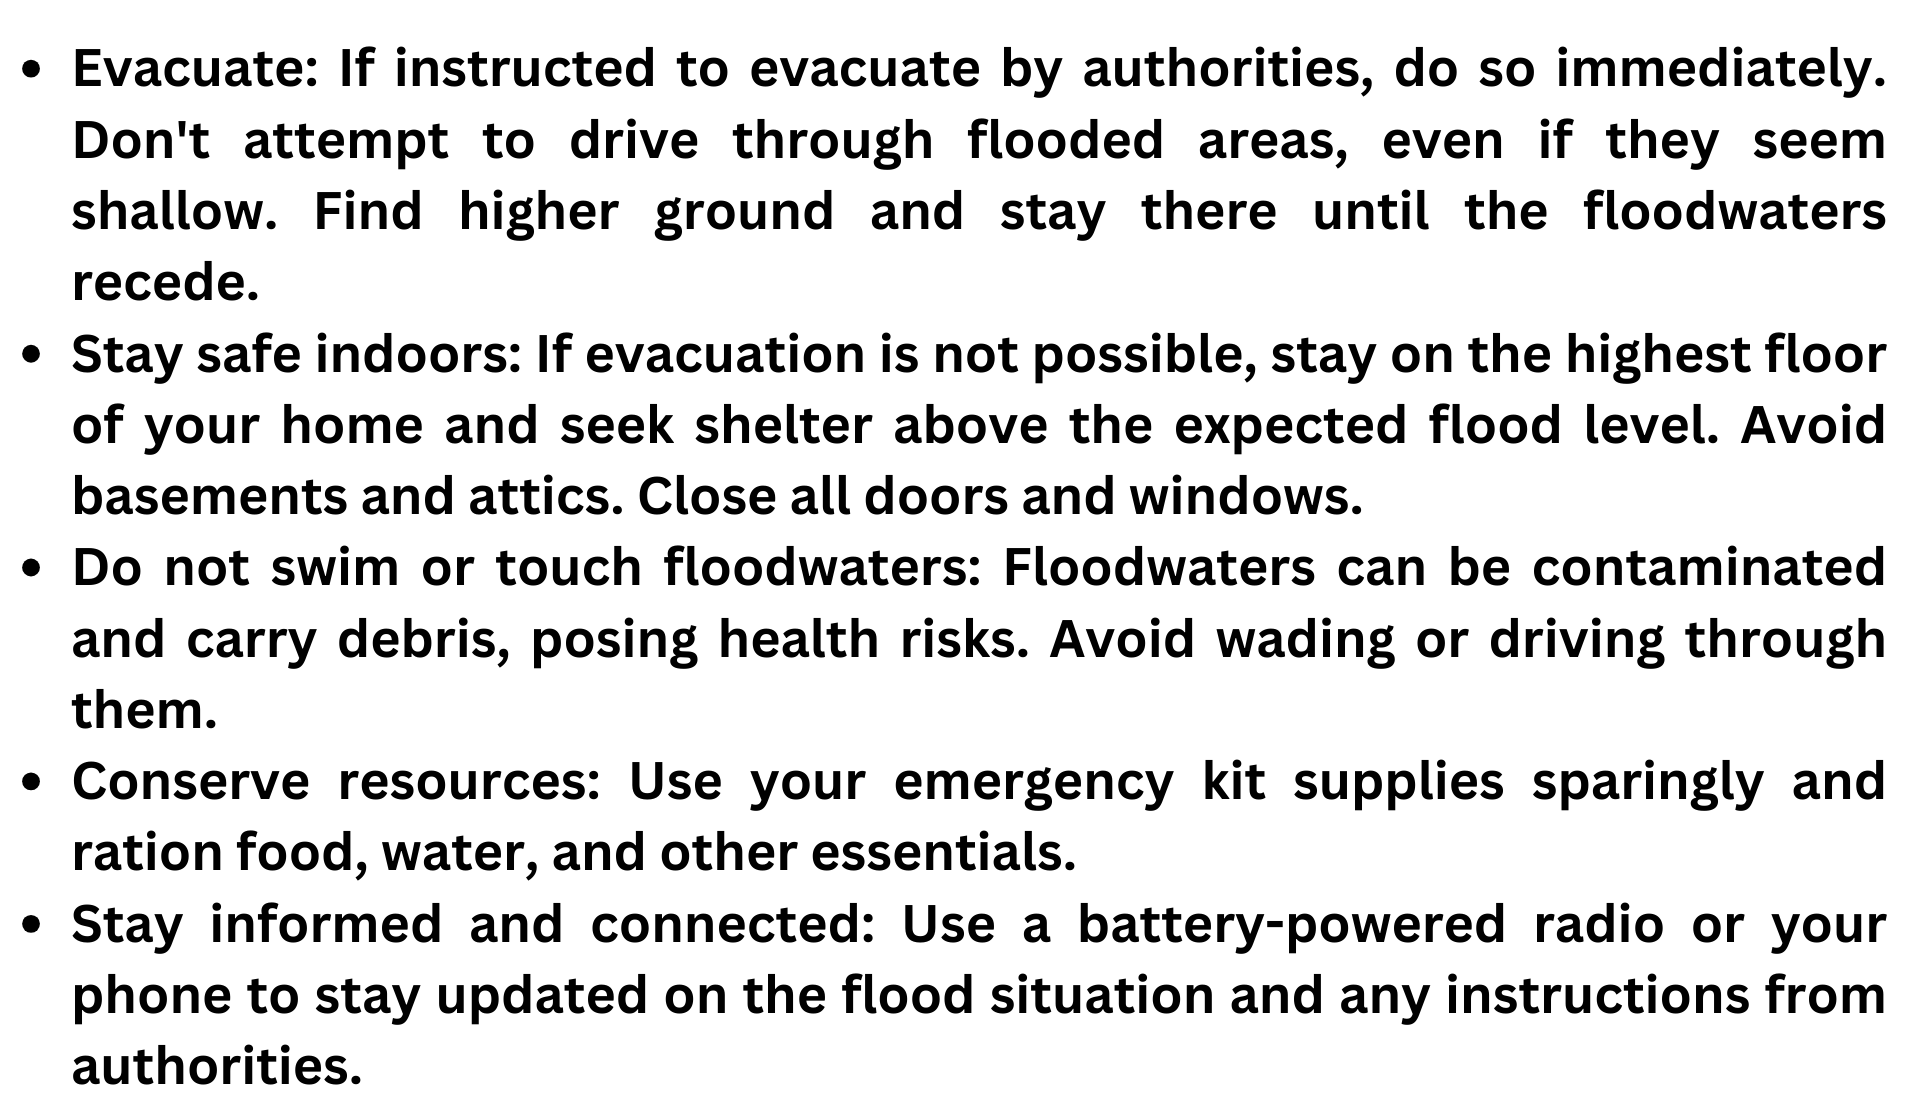 • Evacuate: If instructed to evacuate by authorities, do so immediately.
Don't attempt to drive through flooded areas, even if they seem
shallow. Find higher ground and stay there until the floodwaters
recede.
• Stay safe indoors: If evacuation is not possible, stay on the highest floor
of your home and seek shelter above the expected flood level. Avoid
basements and attics. Close all doors and windows.
• Do not swim or touch floodwaters: Floodwaters can be contaminated
and carry debris, posing health risks. Avoid wading or driving through
them.
• Conserve resources: Use your emergency kit supplies sparingly and
ration food, water, and other essentials.
• Stay informed and connected: Use a battery-powered radio or your
phone to stay updated on the flood situation and any instructions from
authorities.